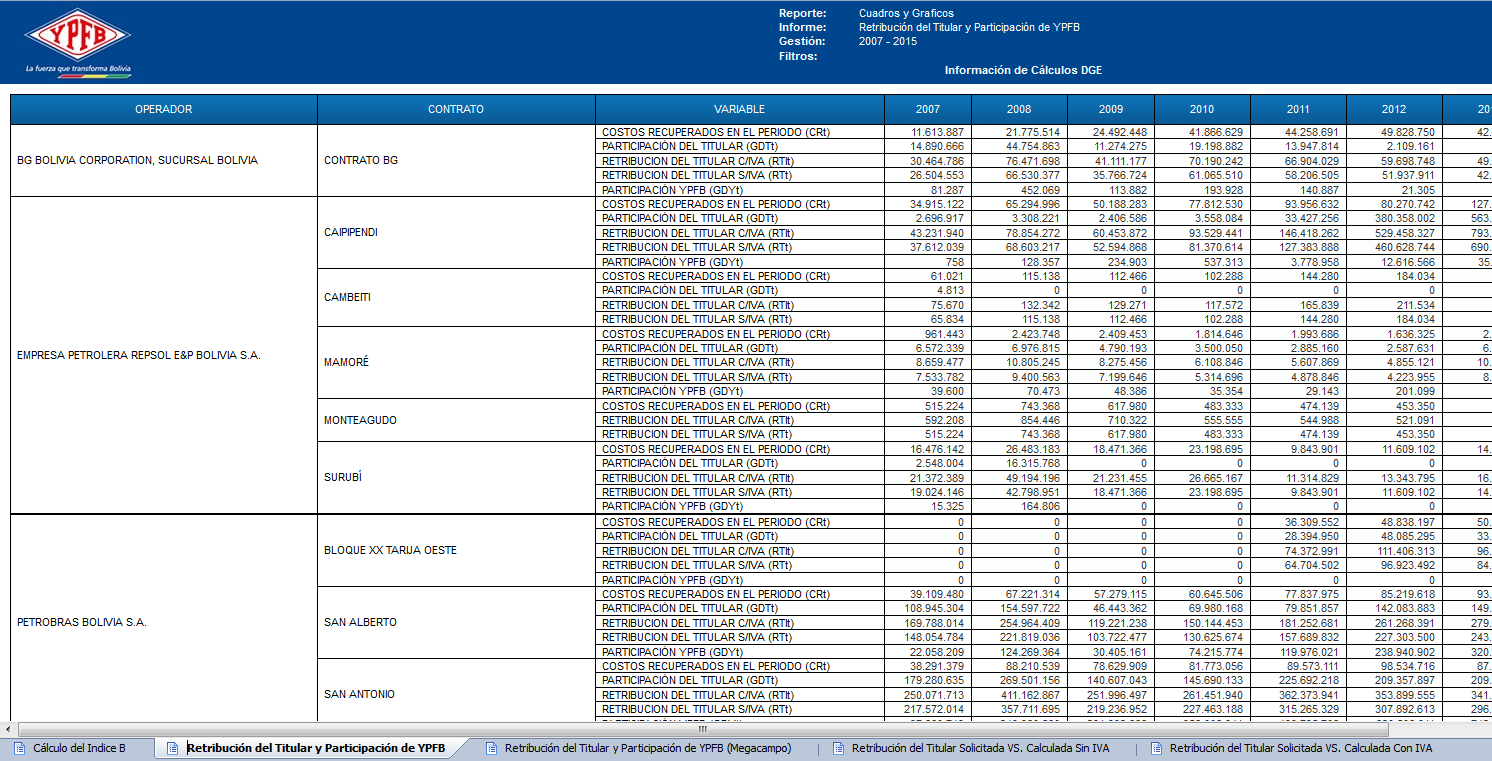 YPFB
La fuerza que transforma Bolivia
Reporte: Cuadros y Graficos
Informe: Retribución del Titular y Participación de YPFB
Gestión: 2007 - 2015
Filtros:
Información de Cálculos DGE
OPERADOR CONTRATO VARIABLE 2007 2008 2009 2010 2011 2012 20
BG BOLIVIA CORPORATION, SUCURSAL BOLIVIA CONTRATO BG
COSTOS RECUPERADOS EN EL PERIODO (CRt) 11.613.887 21.775.514 24.492.448 41.866.629 44.258.691 49.828.750 42.
PARTICIPACIÓN DEL TITULAR (GDTt) 14.890.666 44.754.863 11.274.275 19.198.882 13.947.814 2.109.161
RETRIBUCION DEL TITULAR C/IVA (RTIt) 30.464.786 76.471.698 41.111.177 70.190.242 66.904.029 59.698.748 49.
RETRIBUCION DEL TITULAR S/IVA (RTt) 26.504.553 66.530.377 35.766.724 61.065.510 58.206.505 51.937.911 42.
PARTICIPACIÓN YPFB (GDYt) 81.287 452.069 113.882 193.928 140.887 21.305
EMPRESA PETROLERA REPSOL E&P BOLIVIA S.A.
CAIPIPENDI
COSTOS RECUPERADOS EN EL PERIODO (CRt) 34.915.122 65.294.996 50.188.283 77.812.530 93.956.632 80.270.742 127.
PARTICIPACIÓN DEL TITULAR (GDTt) 2.696.917 3.308.221 2.406.586 3.558.084 33.427.256 380.358.002 563.
RETRIBUCION DEL TITULAR C/IVA (RTIt) 43.231.940 78.854.272 60.453.872 93.529.441 146.418.262 529.458.327 793.
RETRIBUCION DEL TITULAR S/IVA (RTt) 37.612.039 68.603.217 52.594.868 81.370.614 127.383.888 460.628.744 690.
PARTICIPACIÓN YPFB (GDYt) 758 128.357 234.903 537.313 3.778.958 12.616.566 35.
CAMBEITI
COSTOS RECUPERADOS EN EL PERIODO (CRt) 61.021 115.138 112.466 102.288 144.280 184.034
PARTICIPACIÓN DEL TITULAR (GDTt) 4.813 0 0 0 0 0
RETRIBUCION DEL TITULAR C/IVA (RTIt) 75.670 132.342 129.271 117.572 165.839 211.534
RETRIBUCION DEL TITULAR S/IVA (RTt) 65.834 115.138 112.466 102.288 144.280 184.034
MAMORÉ
COSTOS RECUPERADOS EN EL PERIODO (CRt) 961.443 2.423.748 2.409.453 1.814.646 1.993.686 1.636.325 2.
PARTICIPACIÓN DEL TITULAR (GDTt) 6.572.339 6.976.815 4.790.193 3.500.050 2.885.160 2.587.631 6.
RETRIBUCION DEL TITULAR C/IVA (RTIt) 8.659.477 10.805.245 8.275.456 6.108.846 5.607.869 4.855.121 10.
RETRIBUCION DEL TITULAR S/IVA (RTt) 7.533.782 9.400.563 7.199.646 5.314.696 4.878.846 4.223.955 8.
PARTICIPACIÓN YPFB (GDYt) 39.600 70.473 48.386 35.354 29.143 201.099
MONTEAGUDO
COSTOS RECUPERADOS EN EL PERIODO (CRt) 515.224 743.368 617.980 483.333 474.139 453.350
RETRIBUCION DEL TITULAR C/IVA (RTIt) 592.208 854.446 710.322 555.555 544.988 521.091
RETRIBUCION DEL TITULAR S/IVA (RTt) 515.224 743.368 617.980 483.333 474.139 453.350
SURUBÍ
COSTOS RECUPERADOS EN EL PERIODO (CRt) 16.476.142 26.483.183 18.471.366 23.198.695 9.843.901 11.609.102 14.
PARTICIPACIÓN DEL TITULAR (GDTt) 2.548.004 16.315.768 0 0 0 0
RETRIBUCION DEL TITULAR C/IVA (RTIt) 21.372.389 49.194.196 21.231.455 26.665.167 11.314.829 13.343.795 16.
RETRIBUCION DEL TITULAR S/IVA (RTt) 19.024.146 42.798.951 18.471.366 23.198.695 9.843.901 11.609.102 14.
PARTICIPACIÓN YPFB (GDYt) 15.325 164.806 0 0 0 0
PETROBRAS BOLIVIA S.A.
BLOQUE XX TARIJA OESTE
COSTOS RECUPERADOS EN EL PERIODO (CRt) 0 0 0 0 36.309.552 48.838.197 50.
PARTICIPACIÓN DEL TITULAR (GDTt) 0 0 0 0 28.394.950 48.085.295 33.
RETRIBUCION DEL TITULAR C/IVA (RTIt) 0 0 0 0 74.372.991 111.406.313 96.
RETRIBUCION DEL TITULAR S/IVA (RTt) 0 0 0 0 64.704.502 96.923.492 84.
PARTICIPACIÓN YPFB (GDYt) 0 0 0 0 0 0
SAN ALBERTO
COSTOS RECUPERADOS EN EL PERIODO (CRt) 39.109.480 67.221.314 57.279.115 60.645.506 77.837.975 85.219.618 93.
PARTICIPACIÓN DEL TITULAR (GDTt) 108.945.304 154.597.722 46.443.362 69.980.168 79.851.857 142.083.883 149.
RETRIBUCION DEL TITULAR C/IVA (RTIt) 169.788.014 254.964.409 119.221.238 150.144.453 181.252.681 261.268.391 279.
RETRIBUCION DEL TITULAR S/IVA (RTt) 148.054.784 221.819.036 103.722.477 130.625.674 157.689.832 227.303.500 243.
PARTICIPACIÓN YPFB (GDYt) 22.058.209 124.269.364 30.405.161 74.215.774 119.976.021 238.940.902 320.
SAN ANTONIO
COSTOS RECUPERADOS EN EL PERIODO (CRt) 38.291.379 88.210.539 78.629.909 81.773.056 89.573.111 98.534.716 87.
PARTICIPACIÓN DEL TITULAR (GDTt) 179.280.635 269.501.156 140.607.043 145.690.133 225.692.218 209.357.897 209.
RETRIBUCION DEL TITULAR C/IVA (RTIt) 250.071.713 411.162.867 251.996.497 261.451.940 362.373.941 353.899.555 341.
RETRIBUCION DEL TITULAR S/IVA (RTt) 217.572.014 357.711.695 219.236.952 227.463.188 315.265.329 307.892.613 296.
Cálculo del Indice B
Retribución del Titular y Participación de YPFB
Retribución del Titular y Participación de YPFB (Megacampo)
Retribución del Titular Solicitada VS. Calculada Sin IVA
Retribución del Titular Solicitada VS. Calculada Con IVA